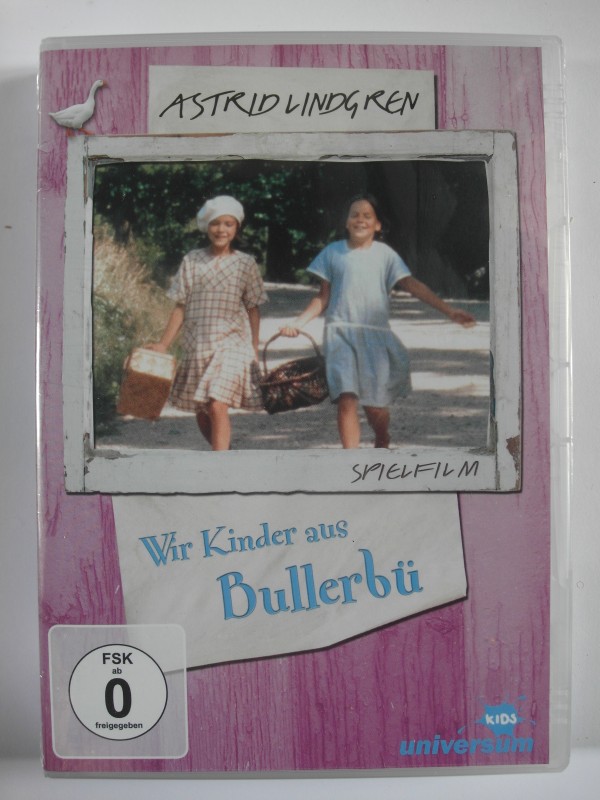 ASTRID LINDGREN
SPIELFILM
Wir Kinder aus
Bullerbü
FSK
ab
0
freigegeben
KIDS
universum